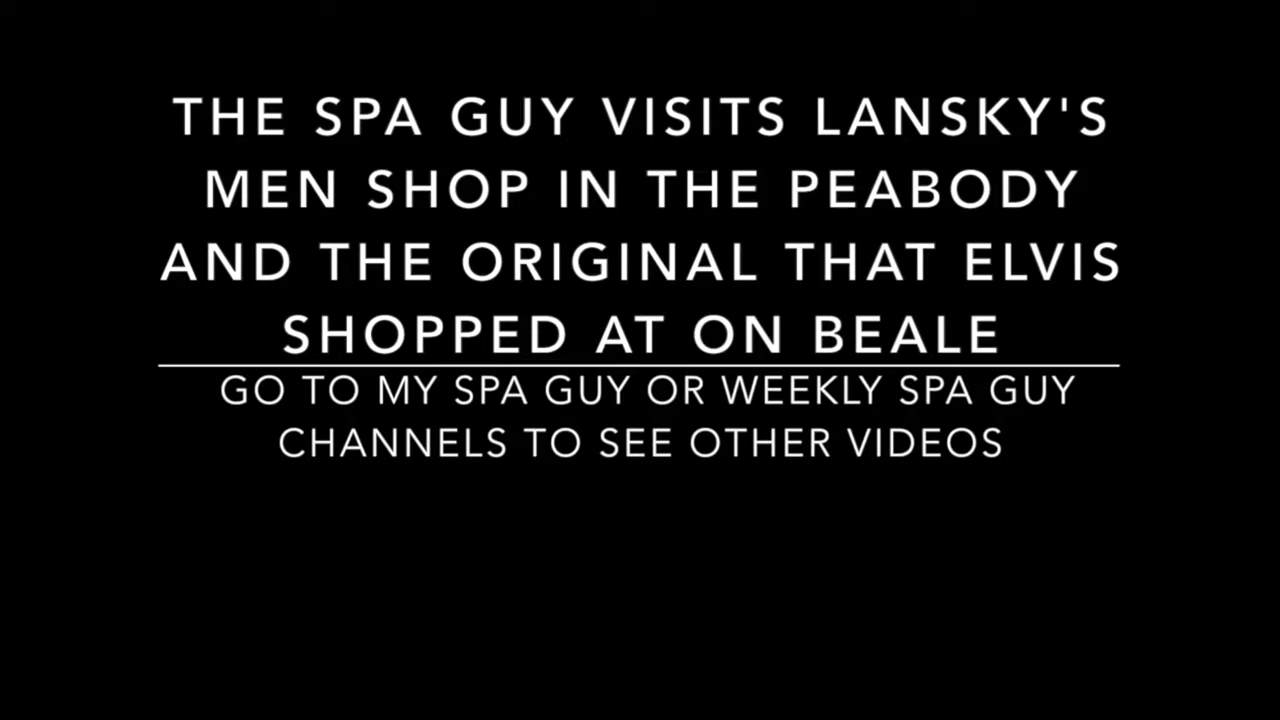 THE SPA GUY VISITS LANSKY'S
MEN SHOP IN THE PEABODY
AND THE ORIGINAL THAT ELVIS
SHOPPED AT ON BEALE
GO TO MY SPA GUY OR WEEKLY SPA GUY
CHANNELS TO SEE OTHER VIDEOS